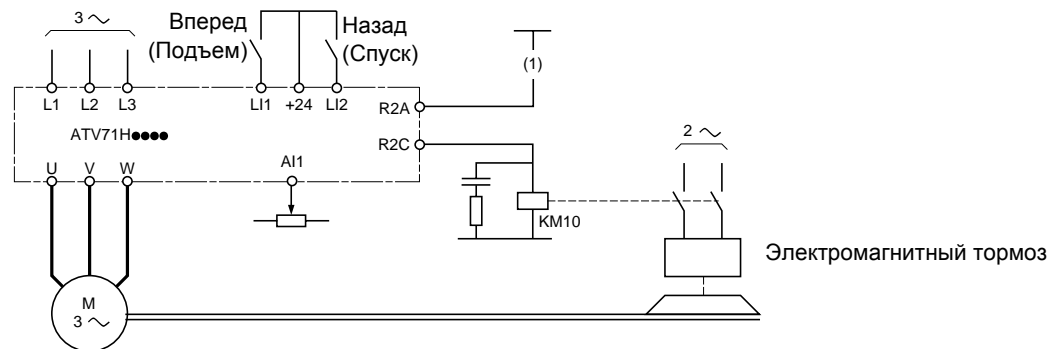 3 ~
Вперед
(Подъем)
Назад
(Спуск)
(1)
L1 L2 L3 LI1 +24 LI2
R2A
ATV71H●●●●
R2C
2 ~
U V W
AI1
KM10
Электромагнитный тормоз
M
3 ~